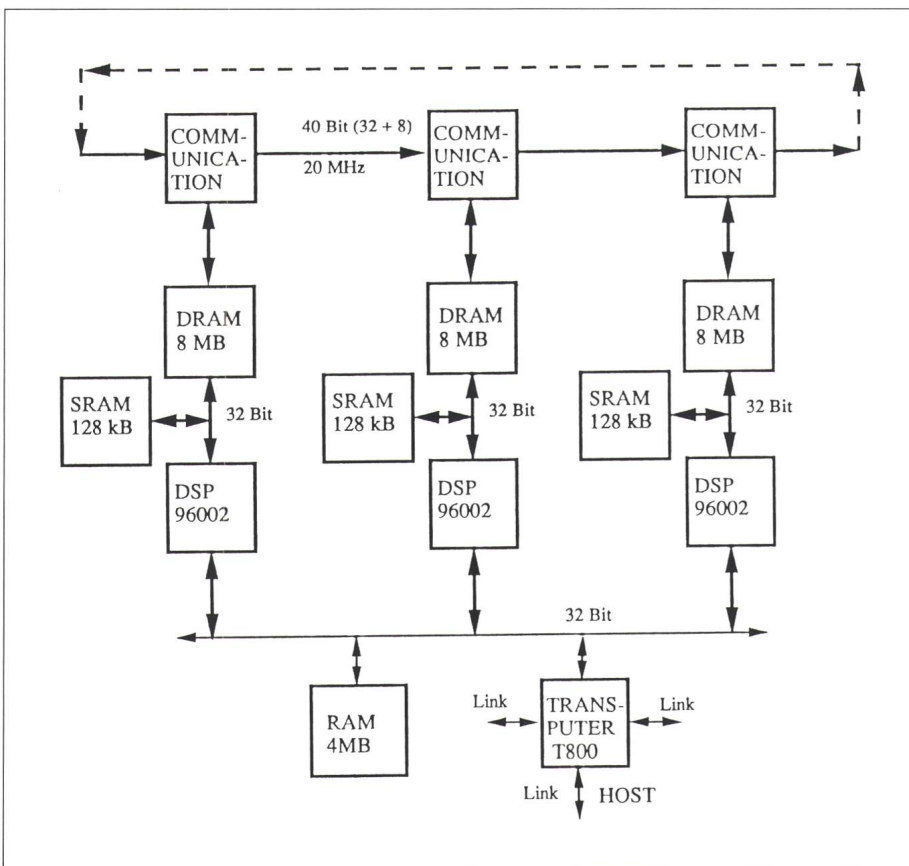 COMM-
UNICA-
TION
40 Bit (32 + 8)
20 MHz
COMM-
UNICA-
TION
COMM-
UNICA-
TION
DRAM
8 MB
DRAM
8 MB
DRAM
8 MB
SRAM
128 kB
32 Bit
SRAM
128 kB
32 Bit
SRAM
128 kB
32 Bit
DSP
96002
DSP
96002
DSP
96002
32 Bit
RAM
4MB
Link
TRANS-
PUTER
T800
Link
Link
HOST